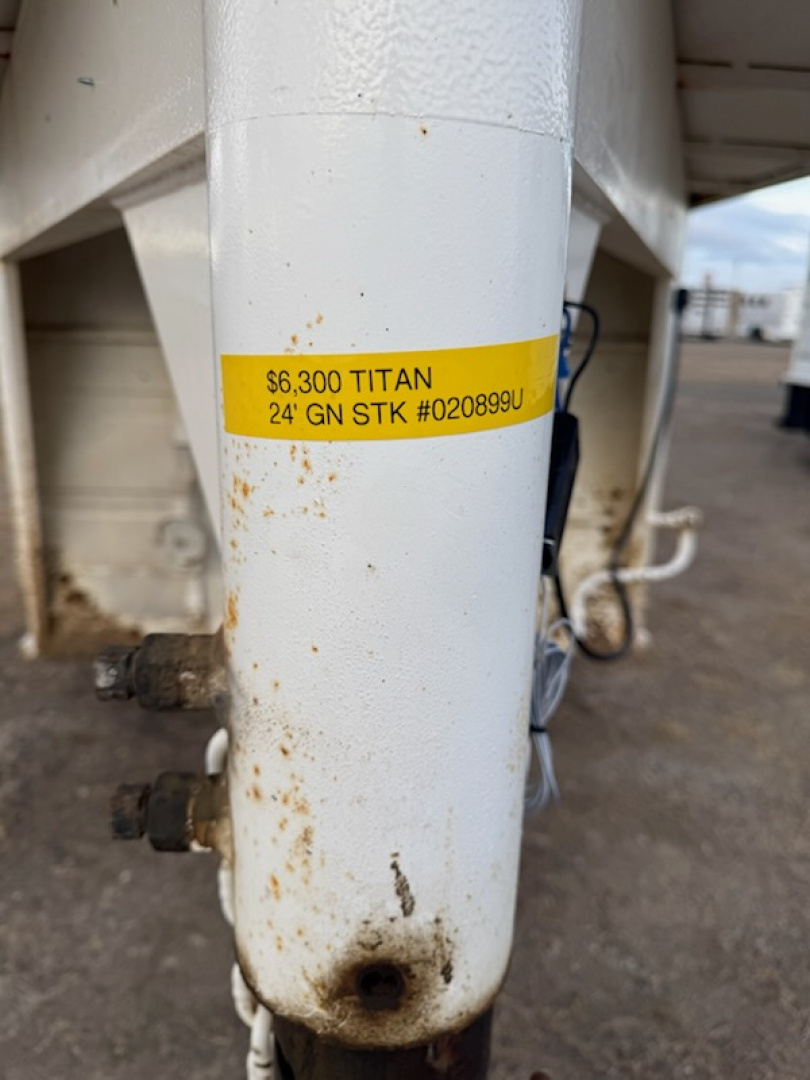 $6,300 TITAN
24' GN STK #020899U